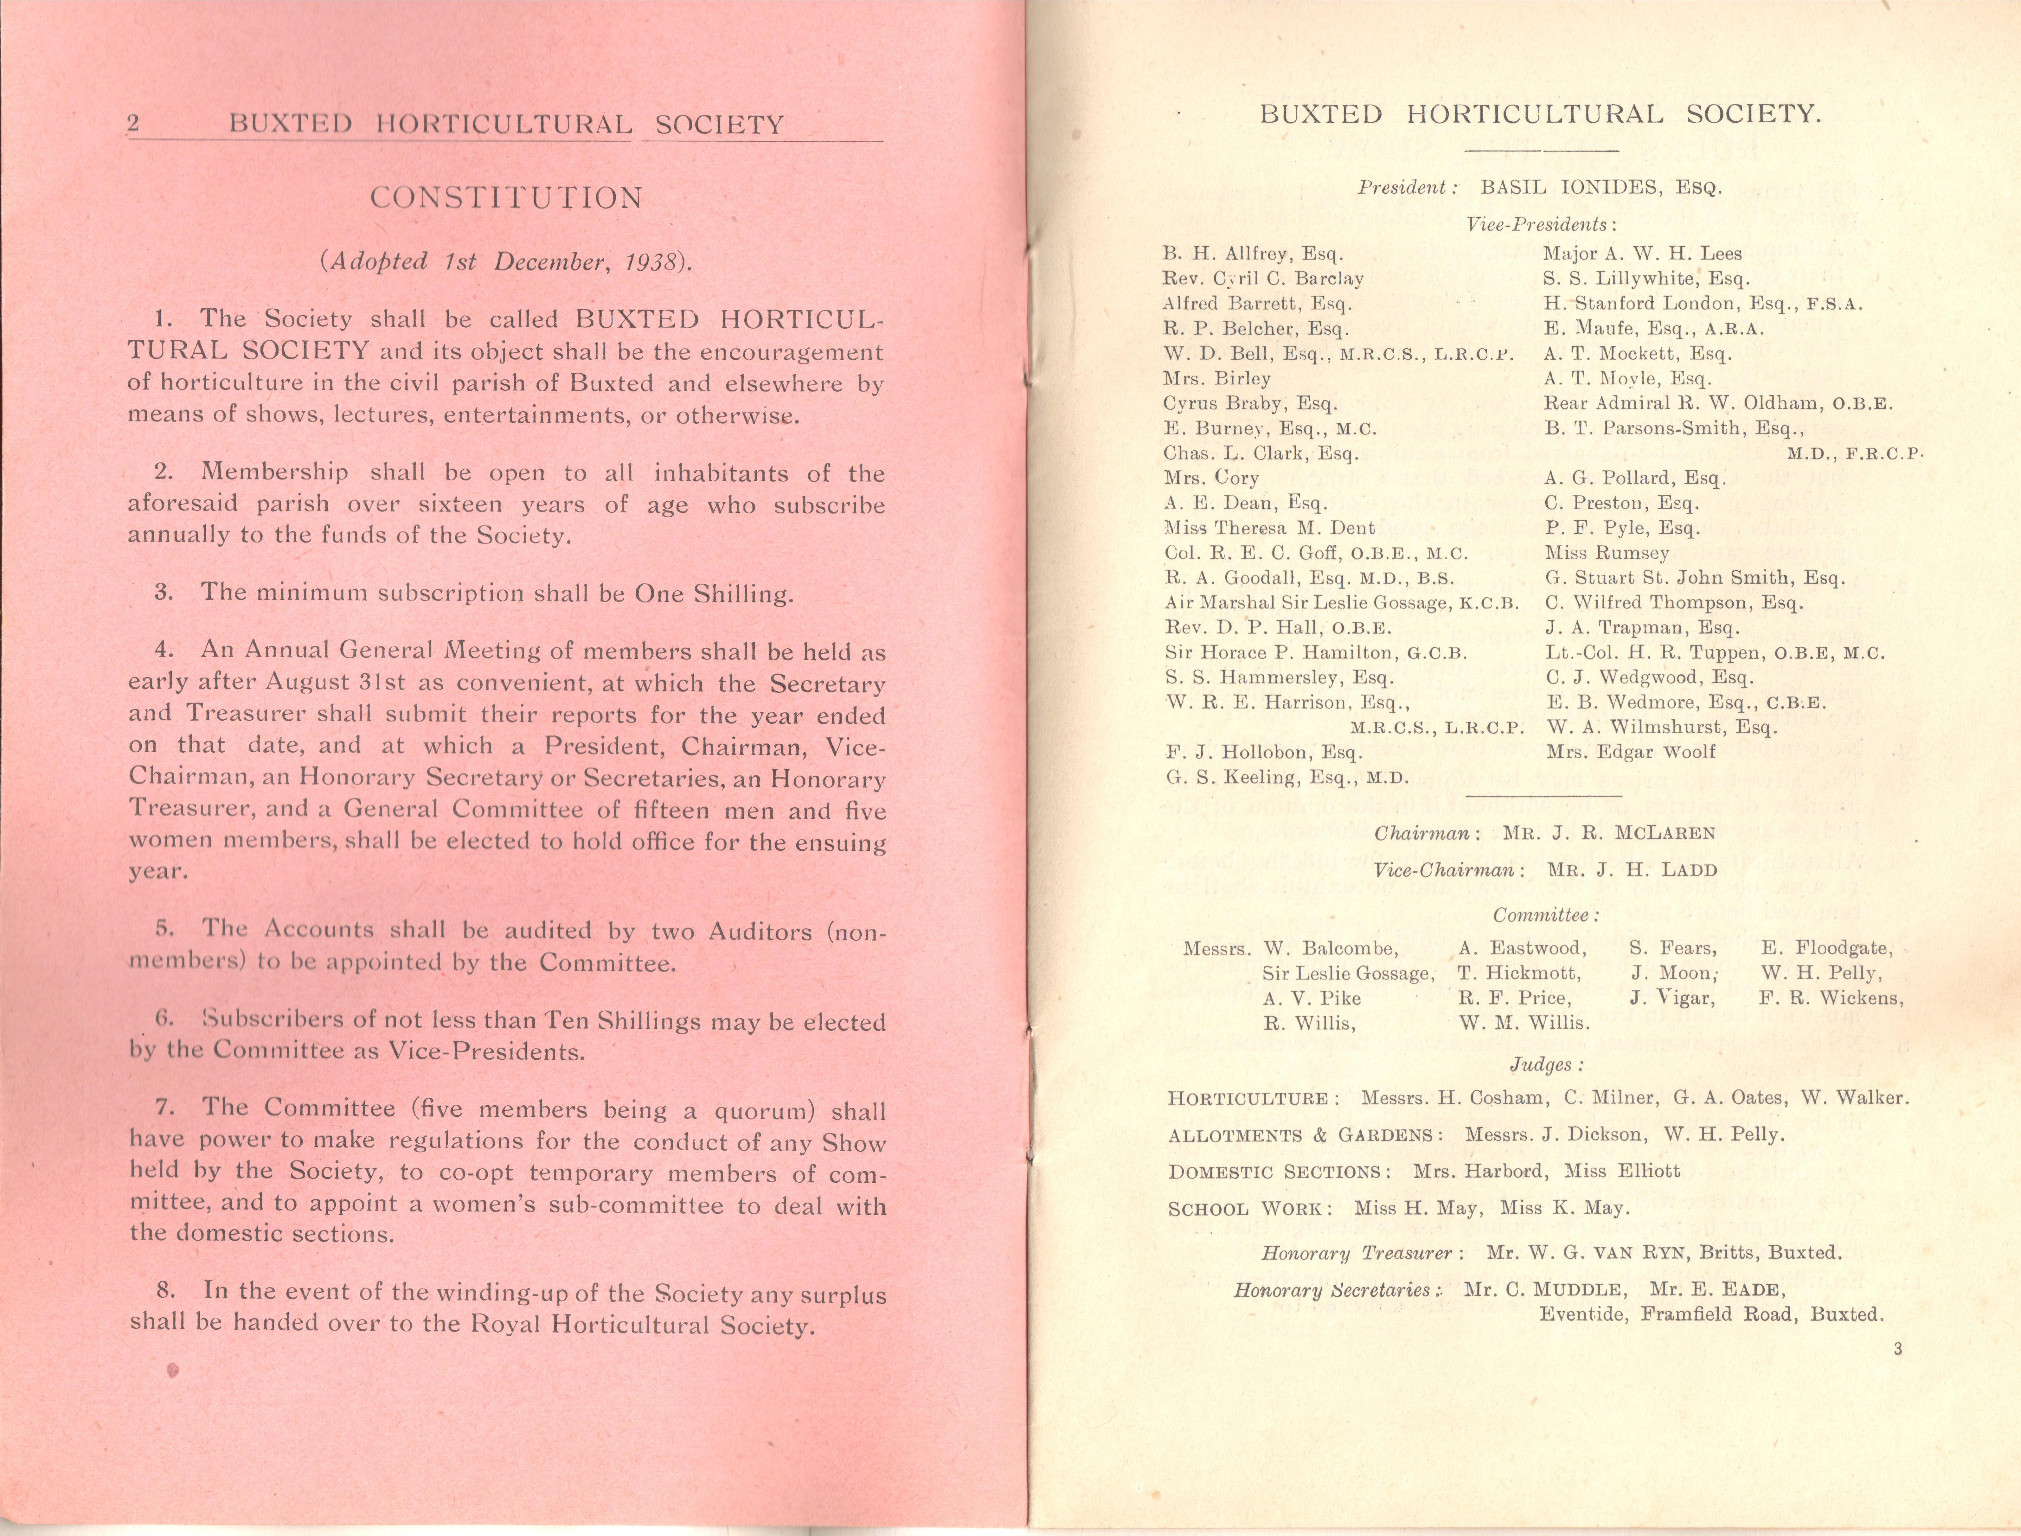 2 BUXTED HORTICULTURAL SOCIETY
CONSTITUTION
(Adopted 1st December, 1938).
1. The Society shall be called BUXTED HORTICUL-
TURAL SOCIETY and its object shall be the encouragement
of horticulture in the civil parish of Buxted and elsewhere by
means of shows, lectures, entertainments, or otherwise.
2. Membership shall be open to all inhabitants of the
aforesaid parish over sixteen years of age who subscribe
annually to the funds of the Society.
3. The minimum subscription shall be One Shilling.
4. An Annual General Meeting of members shall be held as
early after August 31st as convenient, at which the Secretary
and Treasurer shall submit their reports for the year ended
on that date, and at which a President, Chairman, Vice-
Chairman, an Honorary Secretary or Secretaries, an Honorary
Treasurer, and a General Committee of fifteen men and five
women members, shall be elected to hold office for the ensuing
year.
5. The Accounts shall be audited by two Auditors (non-
members) to be appointed by the Committee.
6. Subscribers of not less than Ten Shillings may be elected
by the Committee as Vice-Presidents.
7. The Committee (five members being a quorum) shall
have power to make regulations for the conduct of any Show
held by the Society, to co-opt temporary members of com-
mittee, and to appoint a women's sub-committee to deal with
the domestic sections.
8. In the event of the winding-up of the Society any surplus
shall be handed over to the Royal Horticultural Society.
BUXTED HORTICULTURAL SOCIETY.
President: BASIL IONIDES, ESQ.
Vice-Presidents:
B. H. Allfrey, Esq.
Rev. Cyril C. Barclay
Alfred Barrett, Esq.
R. P. Belcher, Esq.
W. D. Bell, Esq., M.R.C.S., L.R.C.P.
Mrs. Birley
Cyrus Braby, Esq.
E. Burney, Esq., M.C.
Chas. L. Clark, Esq.
Mrs. Cory
A. E. Dean, Esq.
Miss Theresa M. Dent
Col. R. E. C. Goff, O.B.E., M.C.
R. A. Goodall, Esq. M.D., B.S.
Air Marshal Sir Leslie Gossage, K.C.B.
Rev. D. P. Hall, O.B.E.
Sir Horace P. Hamilton, G.C.B.
S. S. Hammersley, Esq.
W. R. E. Harrison, Esq.,
M.R.C.S., L.R.C.P.
F. J. Hollobon, Esq.
G. S. Keeling, Esq., M.D.
Major A. W. H. Lees
S. S. Lillywhite, Esq.
H. Stanford London, Esq., F.S.A.
E. Maufe, Esq., A.R.A.
A. T. Mockett, Esq.
A. T. Moyle, Esq.
Rear Admiral R. W. Oldham, O.B.E.
B. T. Parsons-Smith, Esq.,
M.D., F.R.C.P.
A. G. Pollard, Esq.
C. Preston, Esq.
P. F. Pyle, Esq.
Miss Rumsey
G. Stuart St. John Smith, Esq.
C. Wilfred Thompson, Esq.
J. A. Trapman, Esq.
Lt.-Col. H. R. Tuppen, O.B.E, M.C.
C. J. Wedgwood, Esq.
E. B. Wedmore, Esq., C.B.E.
W. A. Wilmshurst, Esq.
Mrs. Edgar Woolf
Chairman: MR. J. R. MCLAREN
Vice-Chairman: MR. J. H. LADD
Committee:
Messrs. W. Balcombe, A. Eastwood, S. Fears, E. Floodgate,
Sir Leslie Gossage, T. Hickmott, J. Moon, W. H. Pelly,
A. V. Pike R. F. Price, J. Vigar, F. R. Wickens,
R. Willis, W. M. Willis.
Judges:
HORTICULTURE: Messrs. H. Cosham, C. Milner, G. A. Oates, W. Walker.
ALLOTMENTS & GARDENS: Messrs. J. Dickson, W. H. Pelly.
DOMESTIC SECTIONS: Mrs. Harbord, Miss Elliott
SCHOOL WORK: Miss H. May, Miss K. May.
Honorary Treasurer: Mr. W. G. VAN RYN, Britts, Buxted.
Honorary Secretaries: Mr. C. MUDDLE, Mr. E. EADE,
Eventide, Framfield Road, Buxted.
3